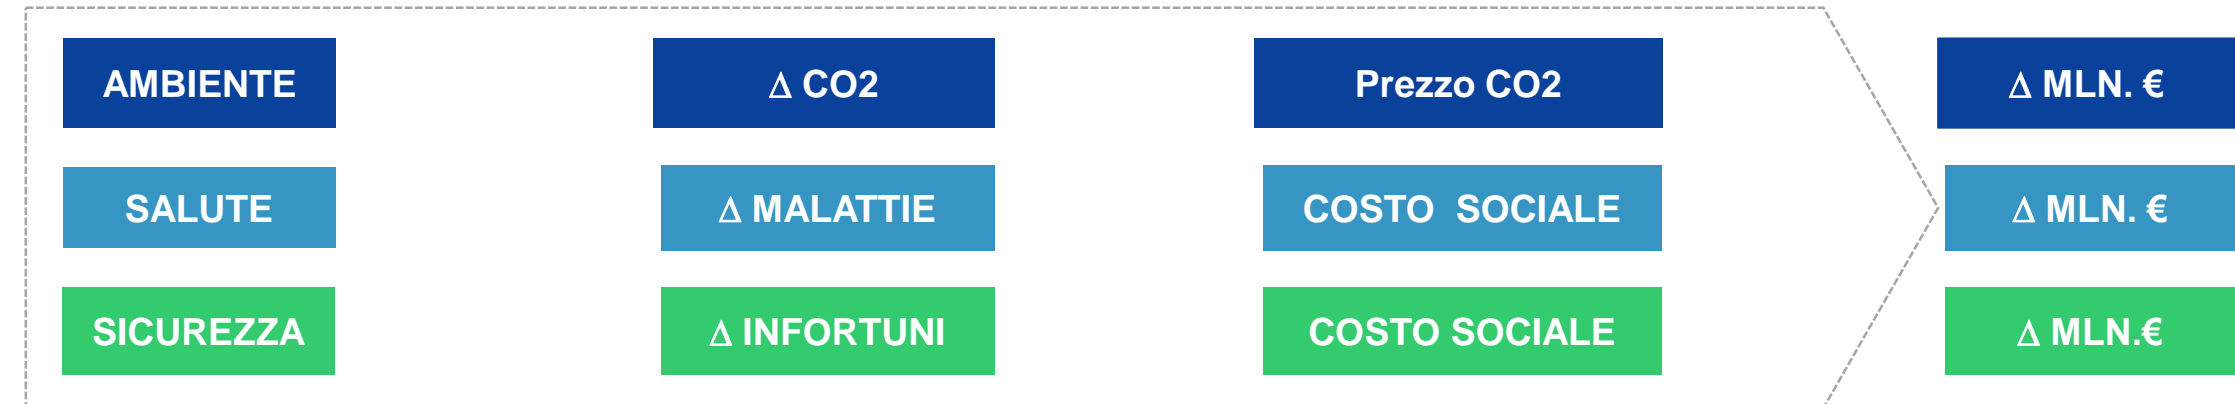 AMBIENTE
Δ CO2
Prezzo CO2
Δ MLN. €
SALUTE
Δ MALATTIE
COSTO  SOCIALE
Δ MLN. €
SICUREZZA
Δ INFORTUNI
COSTO SOCIALE
Δ MLN.€